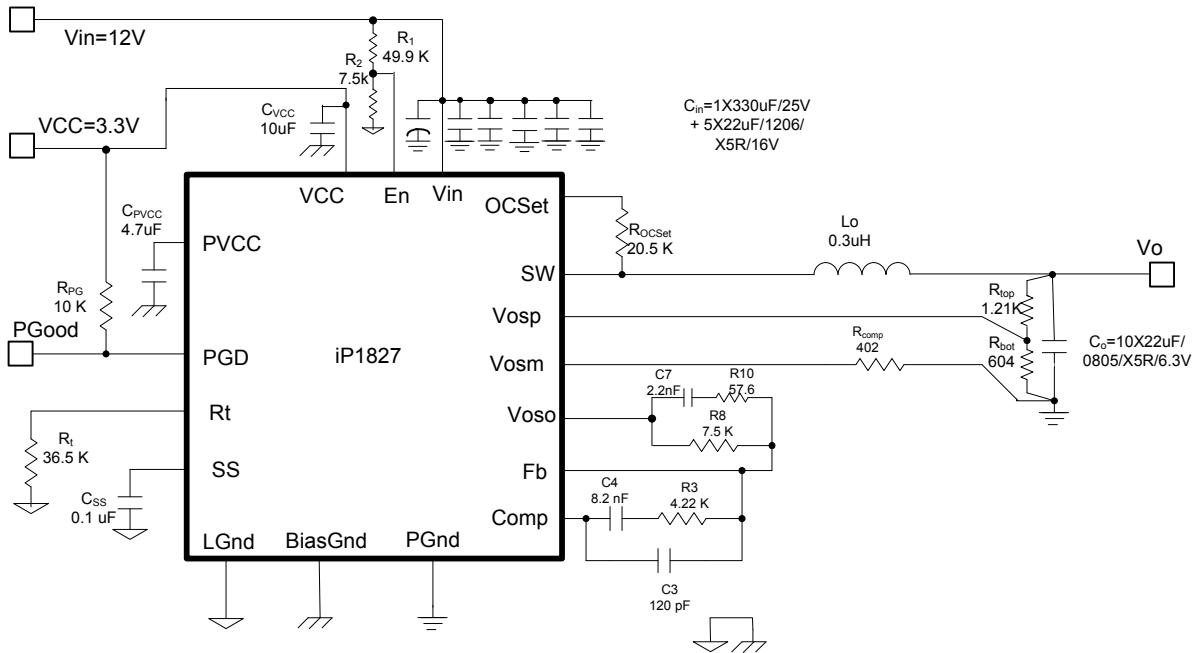 Vin=12V
R1
49.9 K
R2
7.5k
CVCC
10uF
VCC=3.3V
Cin=1X330uF/25V
+ 5X22uF/1206/
X5R/16V
VCC
En
Vin
OCSet
ROCSet
20.5 K
Lo
0.3uH
Vo
CPVCC
4.7uF
PVCC
SW
RPG
10 K
Vosp
Rtop
1.21K
PGood
PGD
iP1827
Vosm
Rcomp
402
Rbot
604
Co=10X22uF/
0805/X5R/6.3V
C7
2.2nF
R10
57.6
Rt
Voso
R8
7.5 K
Rt
36.5 K
SS
Fb
CSS
0.1 uF
C4
8.2 nF
R3
4.22 K
Comp
LGnd
BiasGnd
PGnd
C3
120 pF